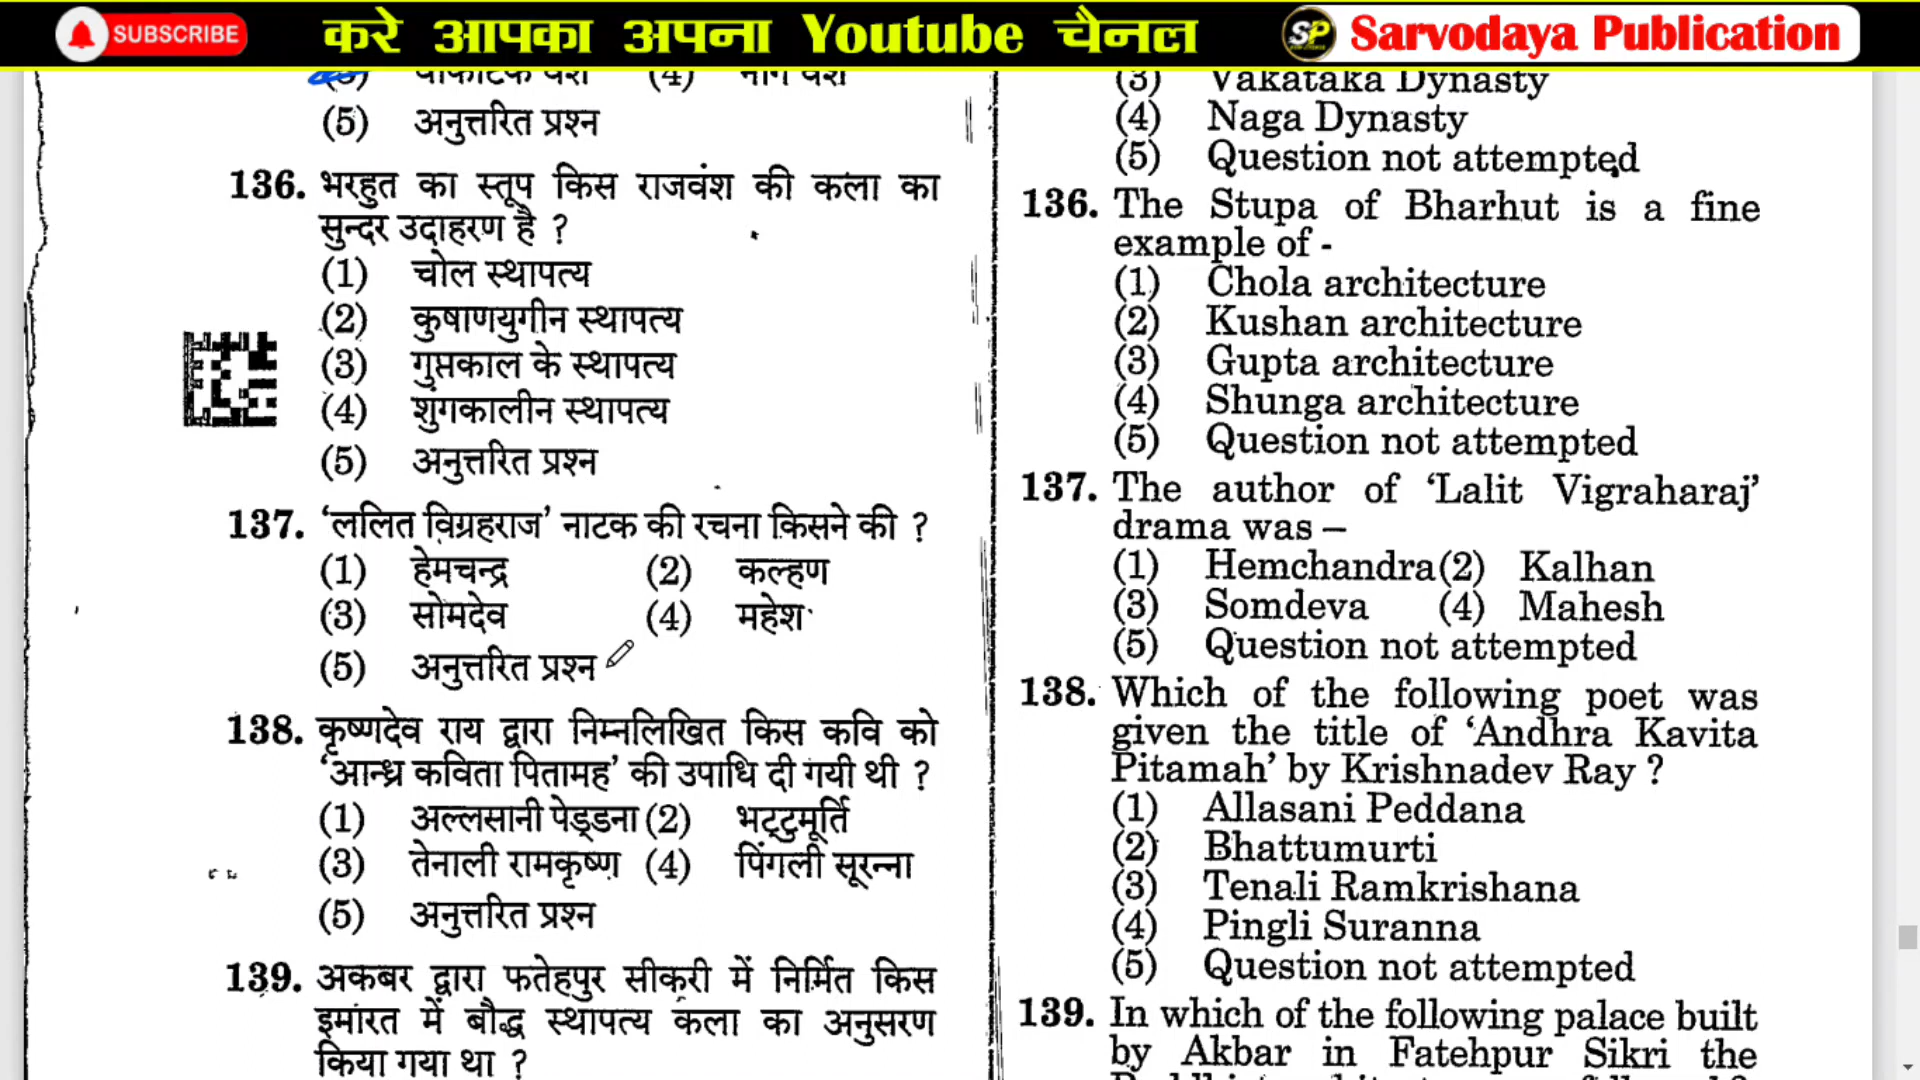 SUBSCRIBE
करे आपका अपना Youtube चैनल
SP
Sarvodaya Publication
(3) वाकाटक वंश (4) नाग वंश
(5) अनुत्तरित प्रश्न
136. भरहुत का स्तूप किस राजवंश की कला का
सुन्दर उदाहरण है ?
(1) चोल स्थापत्य
(2) कुषाणयुगीन स्थापत्य
(3) गुप्तकाल के स्थापत्य
(4) शुंगकालीन स्थापत्य
(5) अनुत्तरित प्रश्न
137. ‘ललित विग्रहराज’ नाटक की रचना किसने की ?
(1) हेमचन्द्र (2) कल्हण
(3) सोमदेव (4) महेश
(5) अनुत्तरित प्रश्न
138. कृष्णदेव राय द्वारा निम्नलिखित किस कवि को
‘आन्ध्र कविता पितामह’ की उपाधि दी गयी थी ?
(1) अल्लसानी पेड्डना (2) भट्टुमूर्ति
(3) तेनाली रामकृष्ण (4) पिंगली सूरन्ना
(5) अनुत्तरित प्रश्न
139. अकबर द्वारा फतेहपुर सीकरी में निर्मित किस
इमारत में बौद्ध स्थापत्य कला का अनुसरण
किया गया था ?
(3) Vakataka Dynasty
(4) Naga Dynasty
(5) Question not attempted
136. The Stupa of Bharhut is a fine
example of -
(1) Chola architecture
(2) Kushan architecture
(3) Gupta architecture
(4) Shunga architecture
(5) Question not attempted
137. The author of ‘Lalit Vigraharaj’
drama was –
(1) Hemchandra (2) Kalhan
(3) Somdeva (4) Mahesh
(5) Question not attempted
138. Which of the following poet was
given the title of ‘Andhra Kavita
Pitamah’ by Krishnadev Ray ?
(1) Allasani Peddana
(2) Bhattumurti
(3) Tenali Ramkrishana
(4) Pingli Suranna
(5) Question not attempted
139. In which of the following palace built
by Akbar in Fatehpur Sikri the